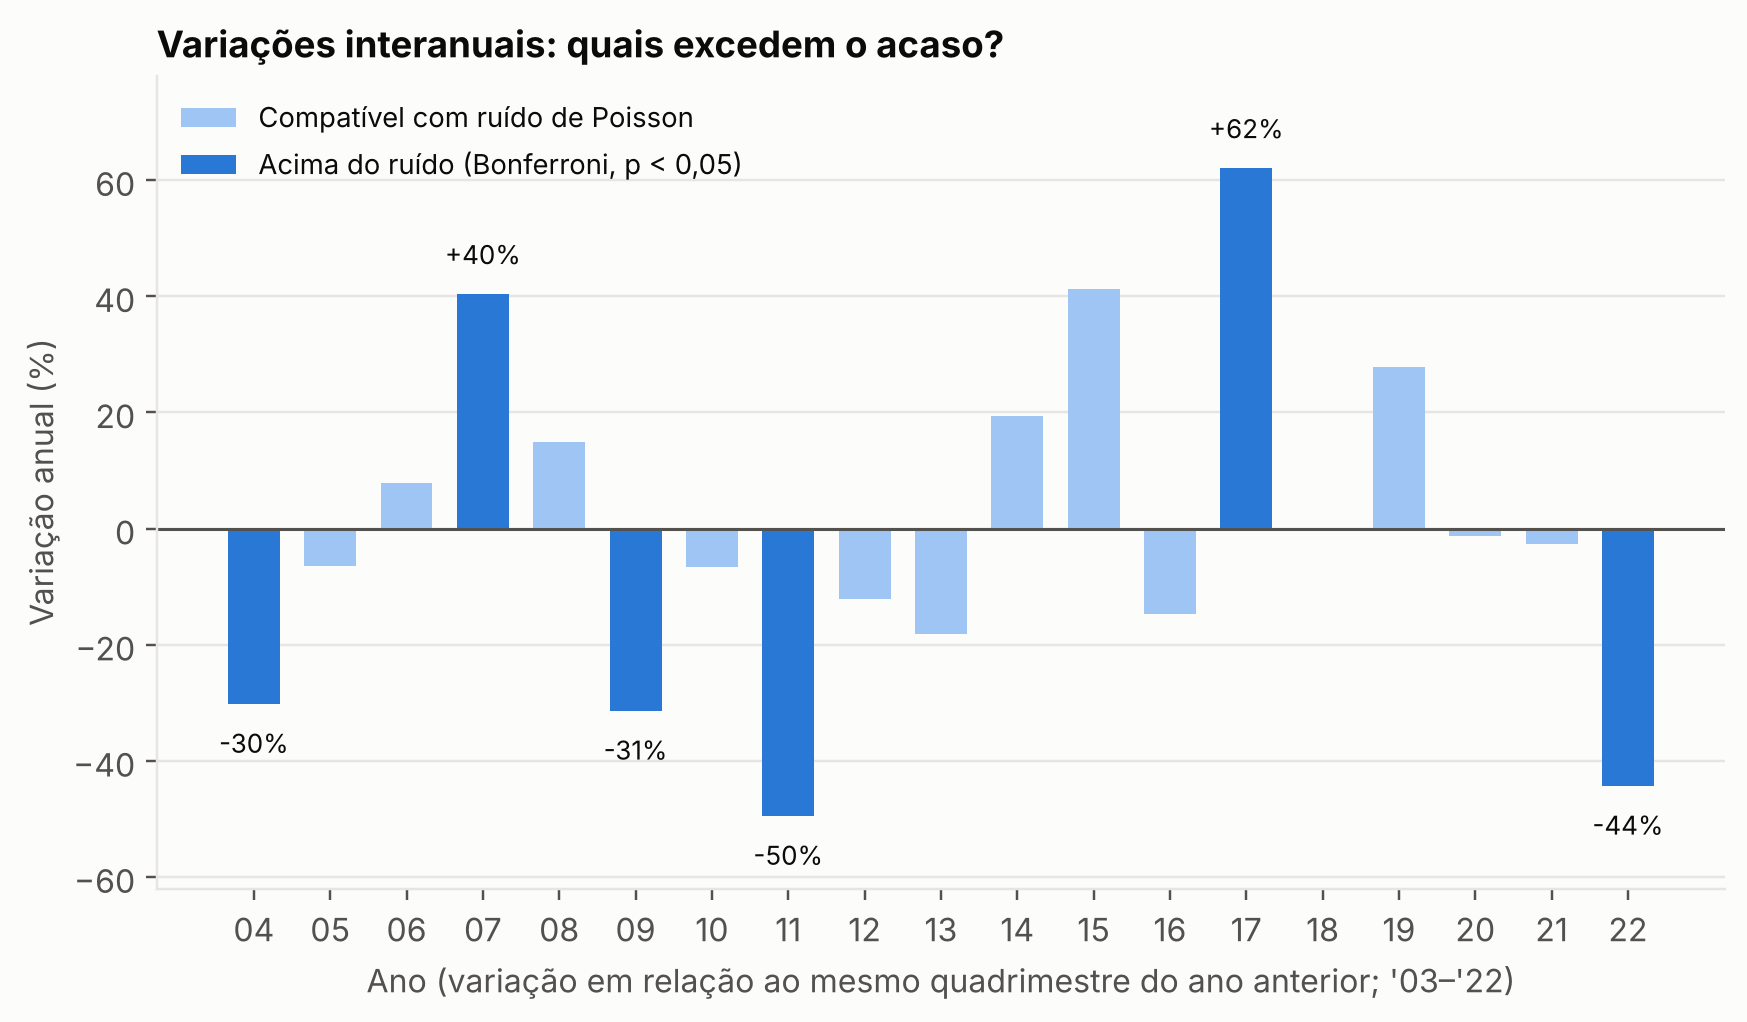 Variações interanuais: quais excedem o acaso?
Compatível com ruído de Poisson
Acima do ruído (Bonferroni, p < 0,05)
+62%
+40%
-30%
-31%
-50%
-44%
Variação anual (%)
60
40
20
0
−20
−40
−60
04 05 06 07 08 09 10 11 12 13 14 15 16 17 18 19 20 21 22
Ano (variação em relação ao mesmo quadrimestre do ano anterior; '03–'22)